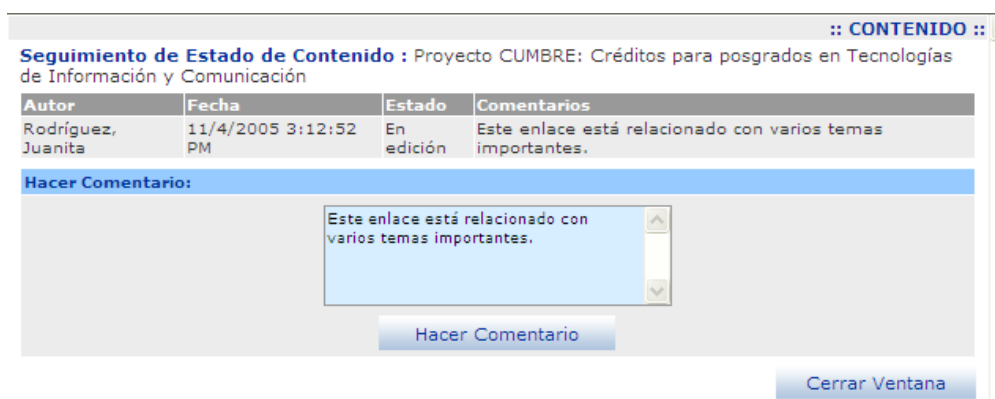 :: CONTENIDO ::
Seguimiento de Estado de Contenido : Proyecto CUMBRE: Créditos para posgrados en Tecnologías
de Información y Comunicación
Autor Fecha Estado Comentarios
Rodríguez, 11/4/2005 3:12:52 En Este enlace está relacionado con varios temas
Juanita PM edición importantes.
Hacer Comentario:
Este enlace está relacionado con
varios temas importantes.
Hacer Comentario
Cerrar Ventana